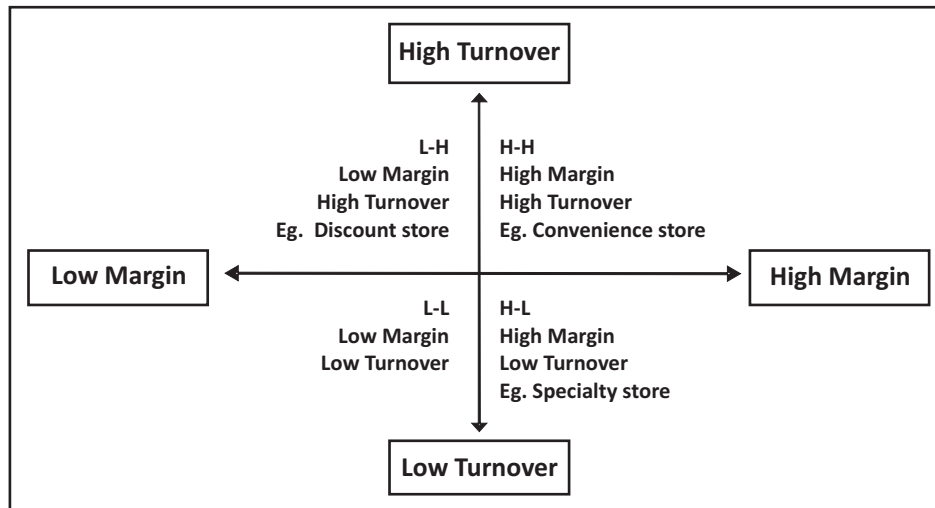 High Turnover
L-H
Low Margin
High Turnover
Eg. Discount store
H-H
High Margin
High Turnover
Eg. Convenience store
Low Margin
High Margin
L-L
Low Margin
Low Turnover
H-L
High Margin
Low Turnover
Eg. Specialty store
Low Turnover